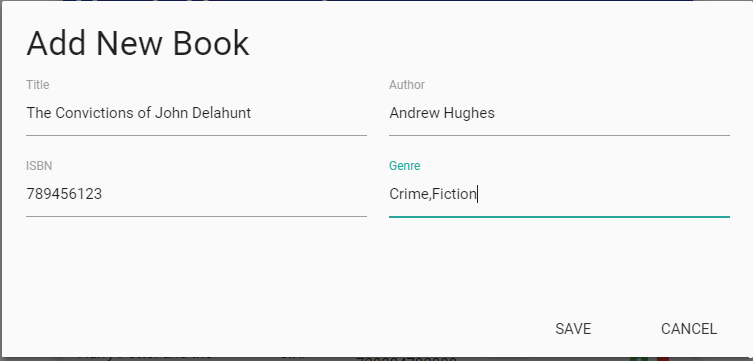 Add New Book
Title
Author
The Convictions of John Delahunt
Andrew Hughes
ISBN
Genre
789456123
Crime,Fiction
SAVE
CANCEL